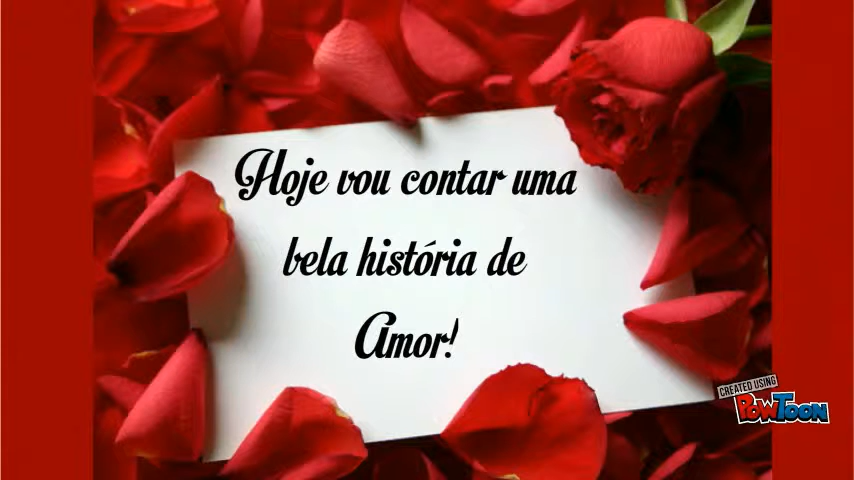 Hoje vou contar uma
bela história de
Amor!
CREATED USING
POWTOON